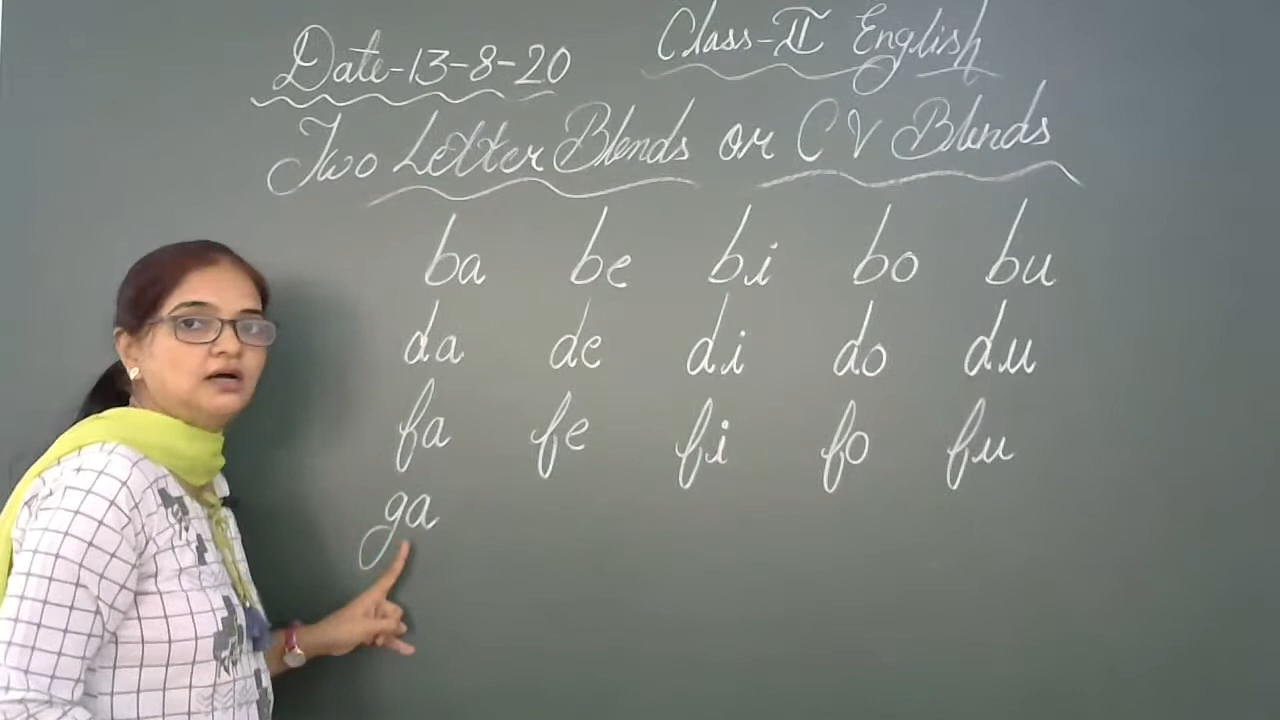 Date-13-8-20 Class-II English
Two Letter Blends or CV Blends
ba be bi bo bu
da de di do du
fa fe fi fo fu
ga